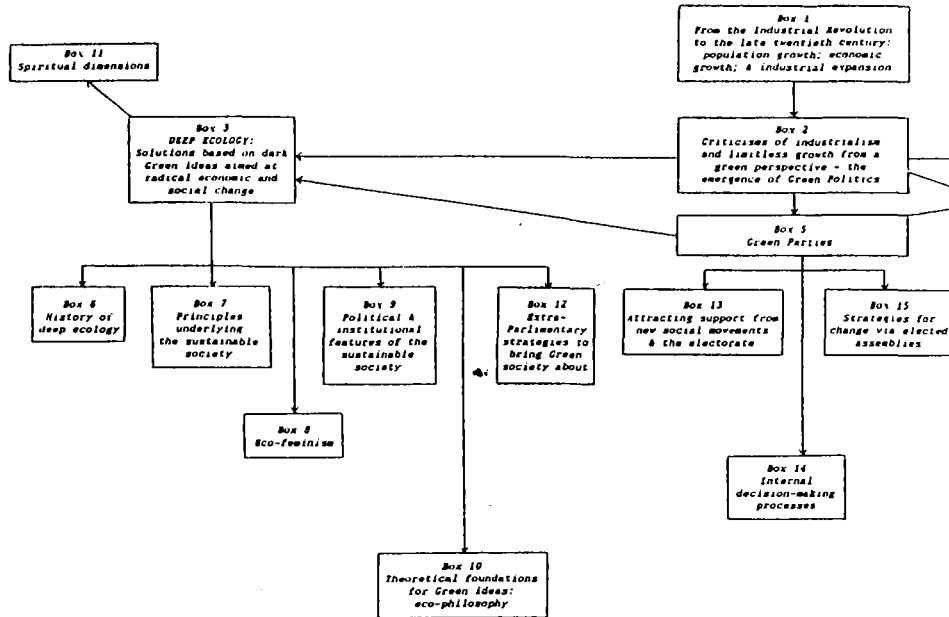 Box 1
From the Industrial Revolution
to the late twentieth century:
population growth; economic
growth; & industrial expansion
Box 11
Spiritual dimensions
Box 3
DEEP ECOLOGY:
Solutions based on dark
Green ideas aimed at
radical economic and
social change
Box 2
Criticisms of industrialism
and limitless growth from a
green perspective - the
emergence of Green Politics
Box 5
Green Parties
Box 6
History of
deep ecology
Box 7
Principles
underlying
the sustainable
society
Box 9
Political &
institutional
features of the
sustainable
society
Box 12
Extra-
Parlimentary
strategies to
bring Green
society about
Box 13
Attracting support from
new social movements
& the electorate
Box 15
Strategies for
change via elected
assemblies
Box 8
Eco-feminism
Box 14
Internal
decision-making
processes
Box 10
Theoretical foundations
for Green ideas:
eco-philosophy